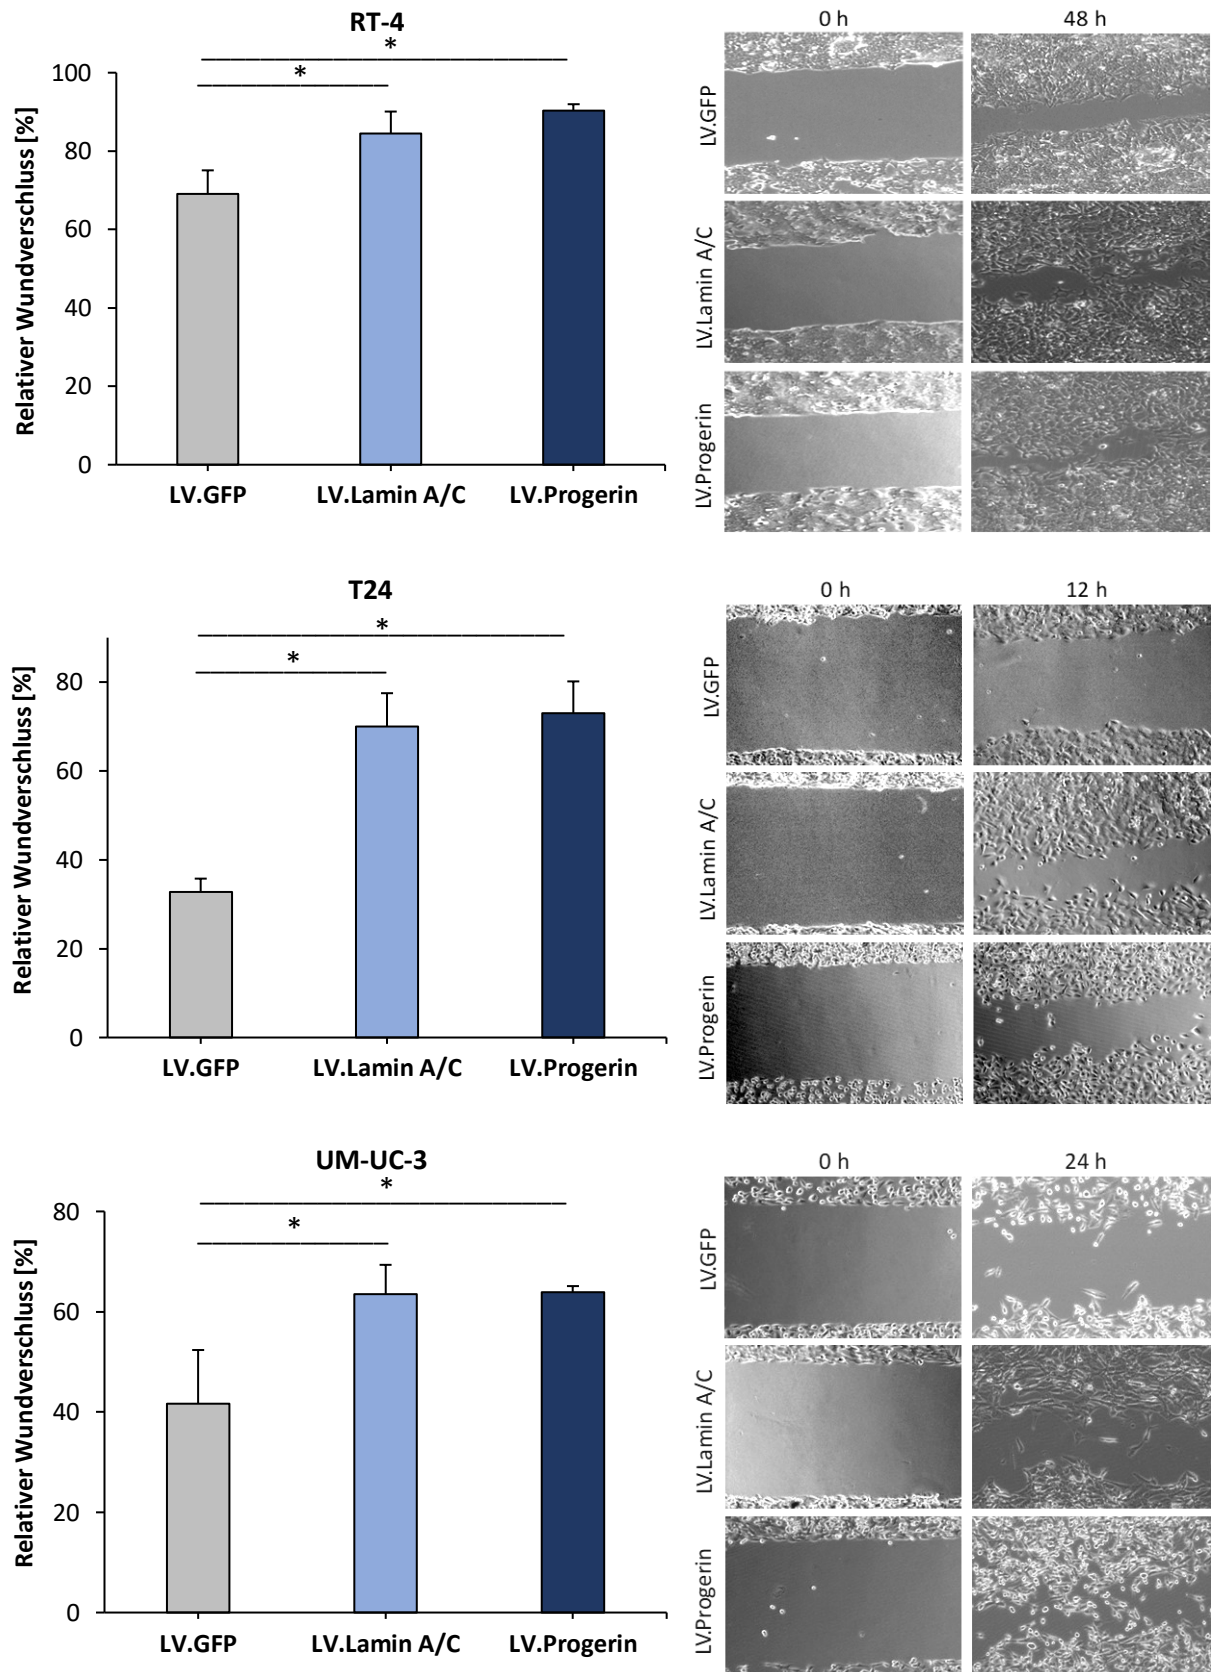 RT-4
*
*
Relativer Wundverschluss [%]
100
80
60
40
20
0
LV.GFP
LV.Lamin A/C
LV.Progerin
0 h
48 h
LV.GFP
LV.Lamin A/C
LV.Progerin
T24
*
*
Relativer Wundverschluss [%]
80
60
40
20
0
LV.GFP
LV.Lamin A/C
LV.Progerin
0 h
12 h
LV.GFP
LV.Lamin A/C
LV.Progerin
UM-UC-3
*
*
Relativer Wundverschluss [%]
80
60
40
20
0
LV.GFP
LV.Lamin A/C
LV.Progerin
0 h
24 h
LV.GFP
LV.Lamin A/C
LV.Progerin